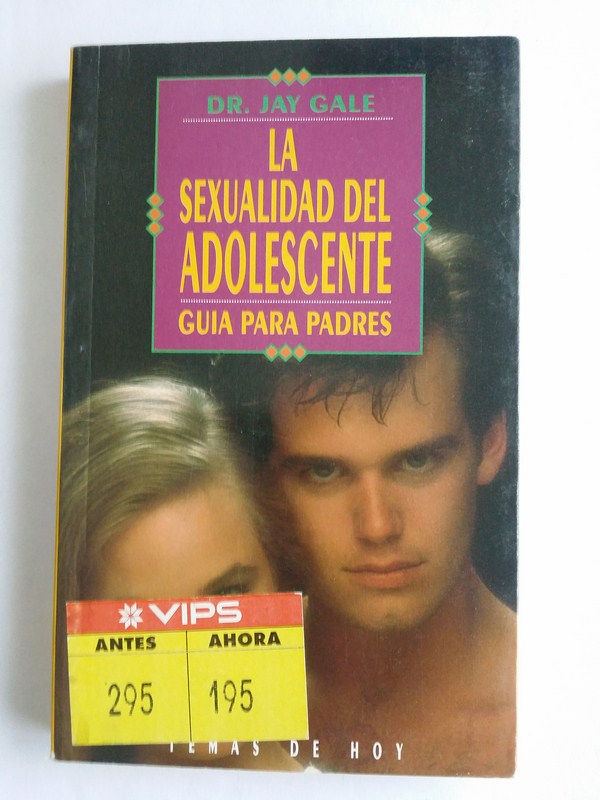 DR. JAY GALE
LA
SEXUALIDAD DEL
ADOLESCENTE
GUIA PARA PADRES
VIPS
ANTES AHORA
295 195
TEMAS DE HOY